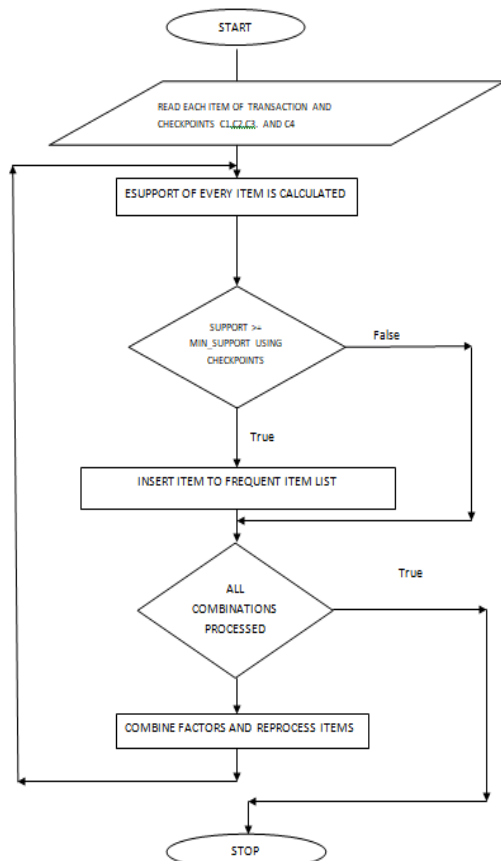 START
READ EACH ITEM OF TRANSACTION AND
CHECKPOINTS C1,C2,C3, AND C4
ESUPPORT OF EVERY ITEM IS CALCULATED
SUPPORT >=
MIN_SUPPORT USING
CHECKPOINTS
False
True
INSERT ITEM TO FREQUENT ITEM LIST
ALL
COMBINATIONS
PROCESSED
True
COMBINE FACTORS AND REPROCESS ITEMS
STOP